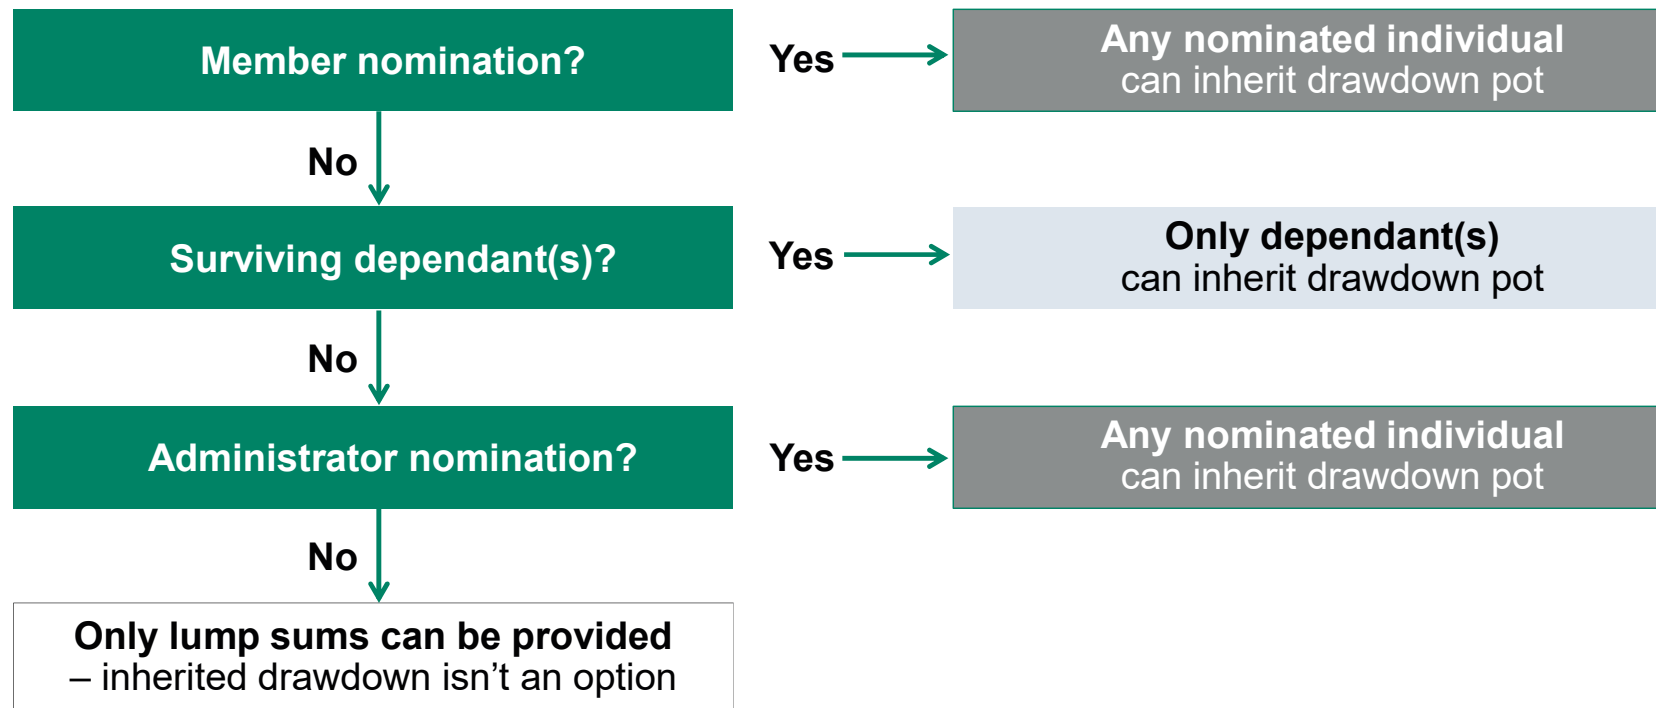 Member nomination?
Yes
Any nominated individual
can inherit drawdown pot
No
Surviving dependant(s)?
Yes
Only dependant(s)
can inherit drawdown pot
No
Administrator nomination?
Yes
Any nominated individual
can inherit drawdown pot
No
Only lump sums can be provided
– inherited drawdown isn’t an option